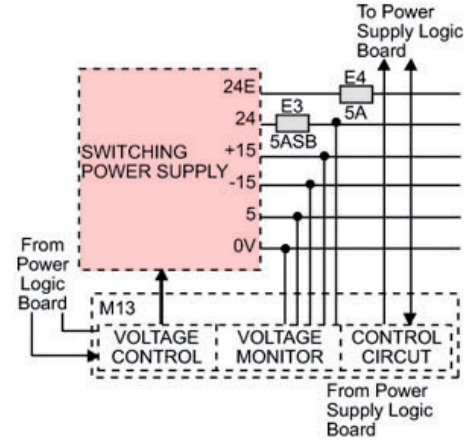 To Power
Supply Logic
Board
24E
E4
5A
24
E3
5ASB
SWITCHING
POWER SUPPLY
+15
-15
5
0V
From
Power
Logic
Board
M13
VOLTAGE
CONTROL
VOLTAGE
MONITOR
CONTROL
CIRCUT
From Power
Supply Logic
Board